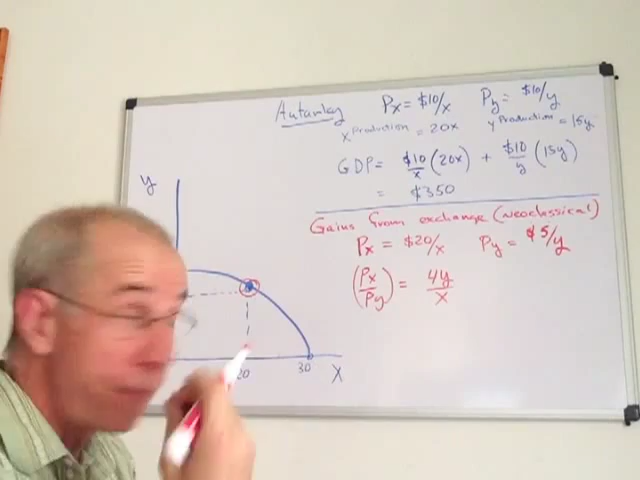 Autarky Px = $10/x Py = $10/y
x Production = 20x y Production = 15y
GDP = $10/x (20x) + $10/y (15y)
= $350
Gains from exchange (neoclassical)
Px = $20/x Py = $5/y
(Px/Py) = 4y/x
y
20 30 X